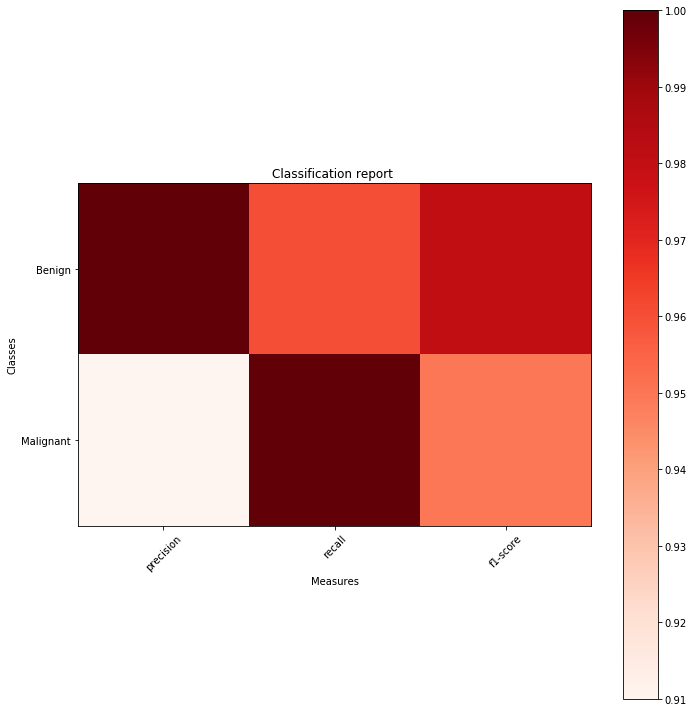 Classification report
Benign
Malignant
Classes
precision
recall
f1-score
Measures
1.00
0.99
0.98
0.97
0.96
0.95
0.94
0.93
0.92
0.91